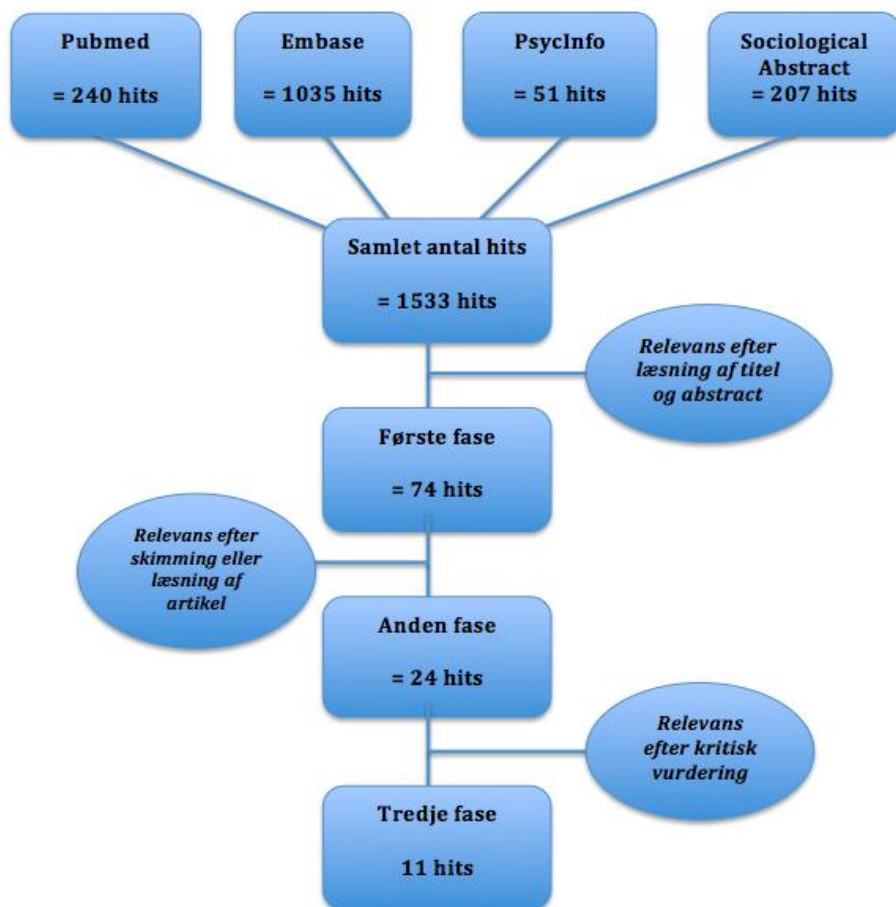 Pubmed
= 240 hits
Embase
= 1035 hits
PsycInfo
= 51 hits
Sociological
Abstract
= 207 hits
Samlet antal hits
= 1533 hits
Relevans efter
læsning af titel
og abstract
Første fase
= 74 hits
Relevans efter
skimming eller
læsning af
artikel
Anden fase
= 24 hits
Relevans
efter kritisk
vurdering
Tredje fase
11 hits